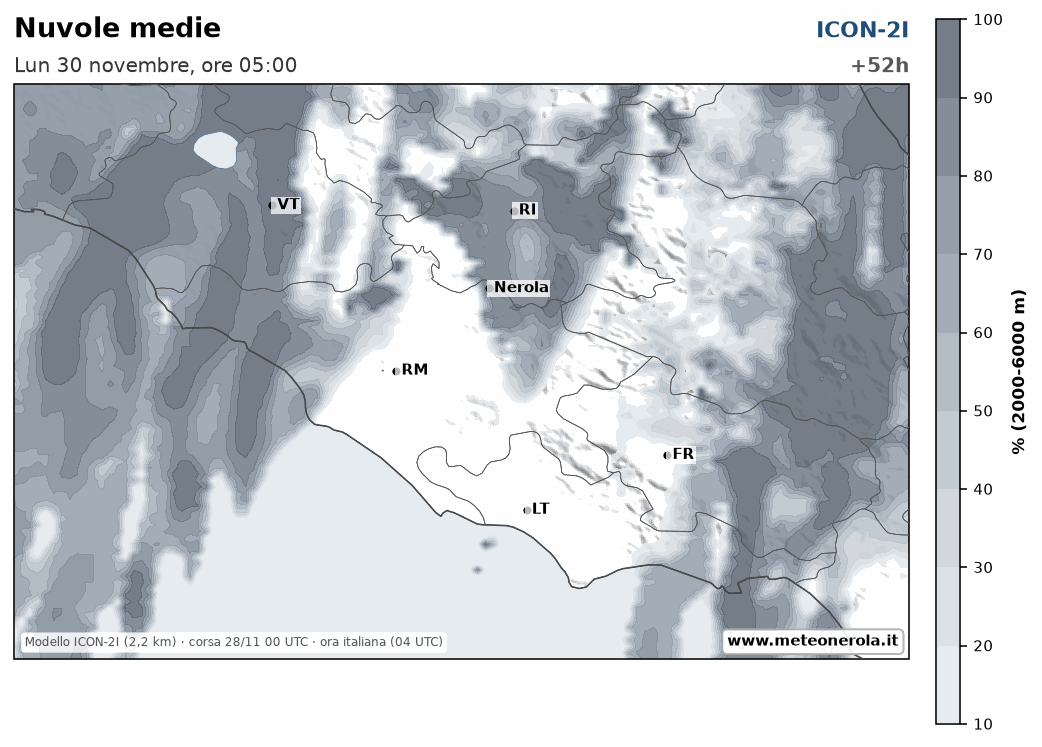 Nuvole medie
ICON-2I
Lun 30 novembre, ore 05:00
+52h
100
90
80
70
60
50
40
30
20
10
% (2000-6000 m)
VT
RI
Nerola
RM
FR
LT
Modello ICON-2I (2,2 km) · corsa 28/11 00 UTC · ora italiana (04 UTC)
www.meteonerola.it